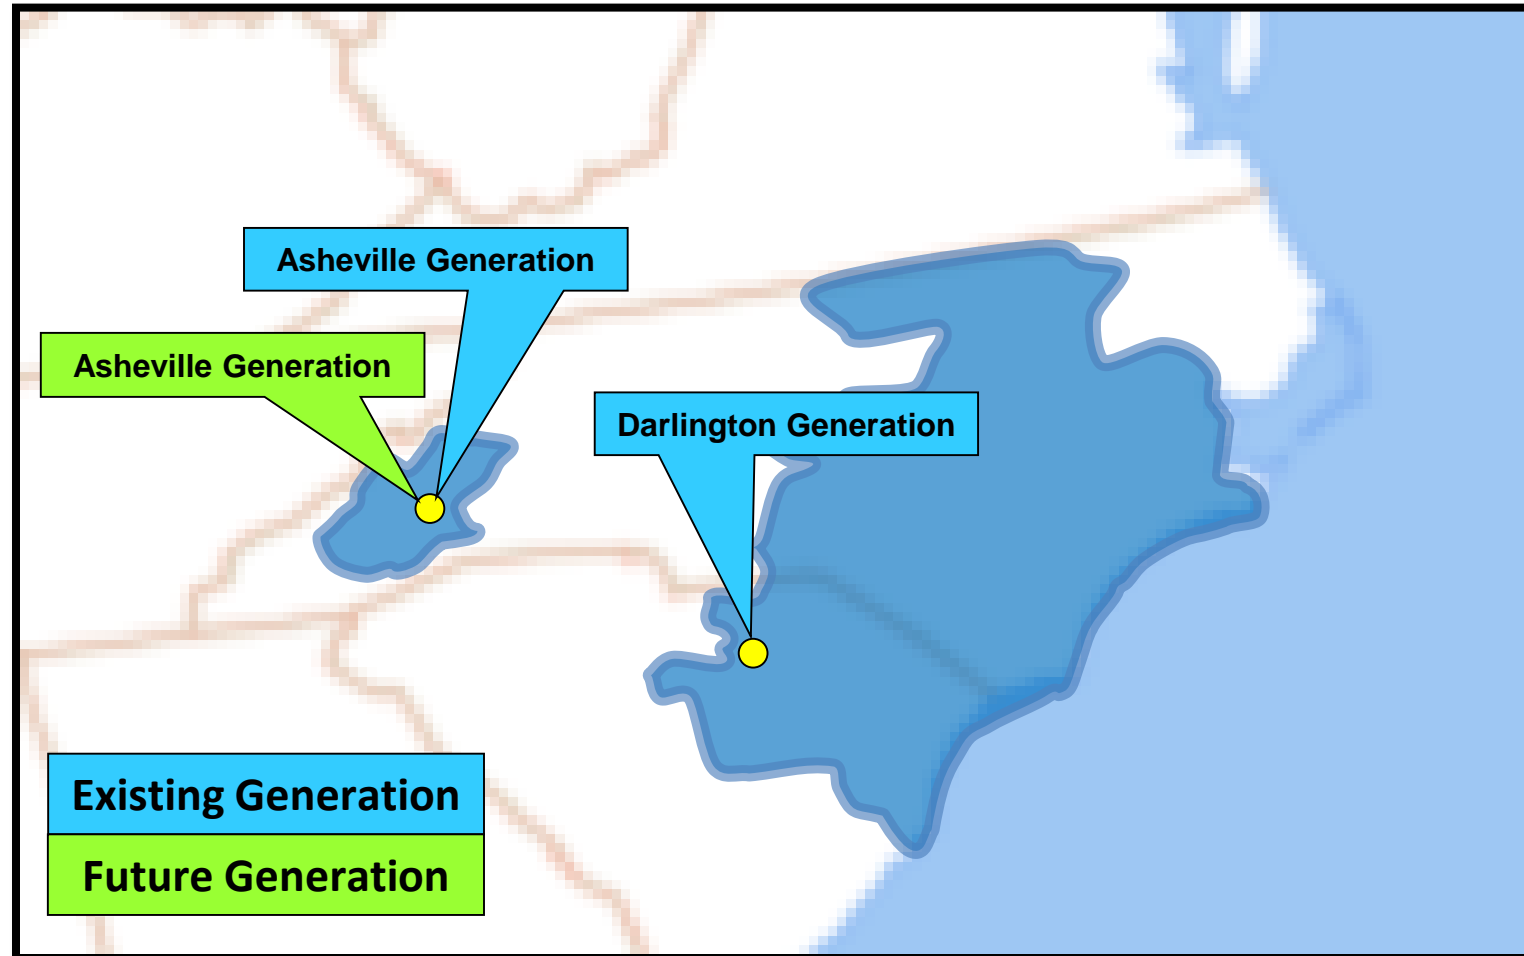 Asheville Generation
Asheville Generation
Darlington Generation
Existing Generation
Future Generation